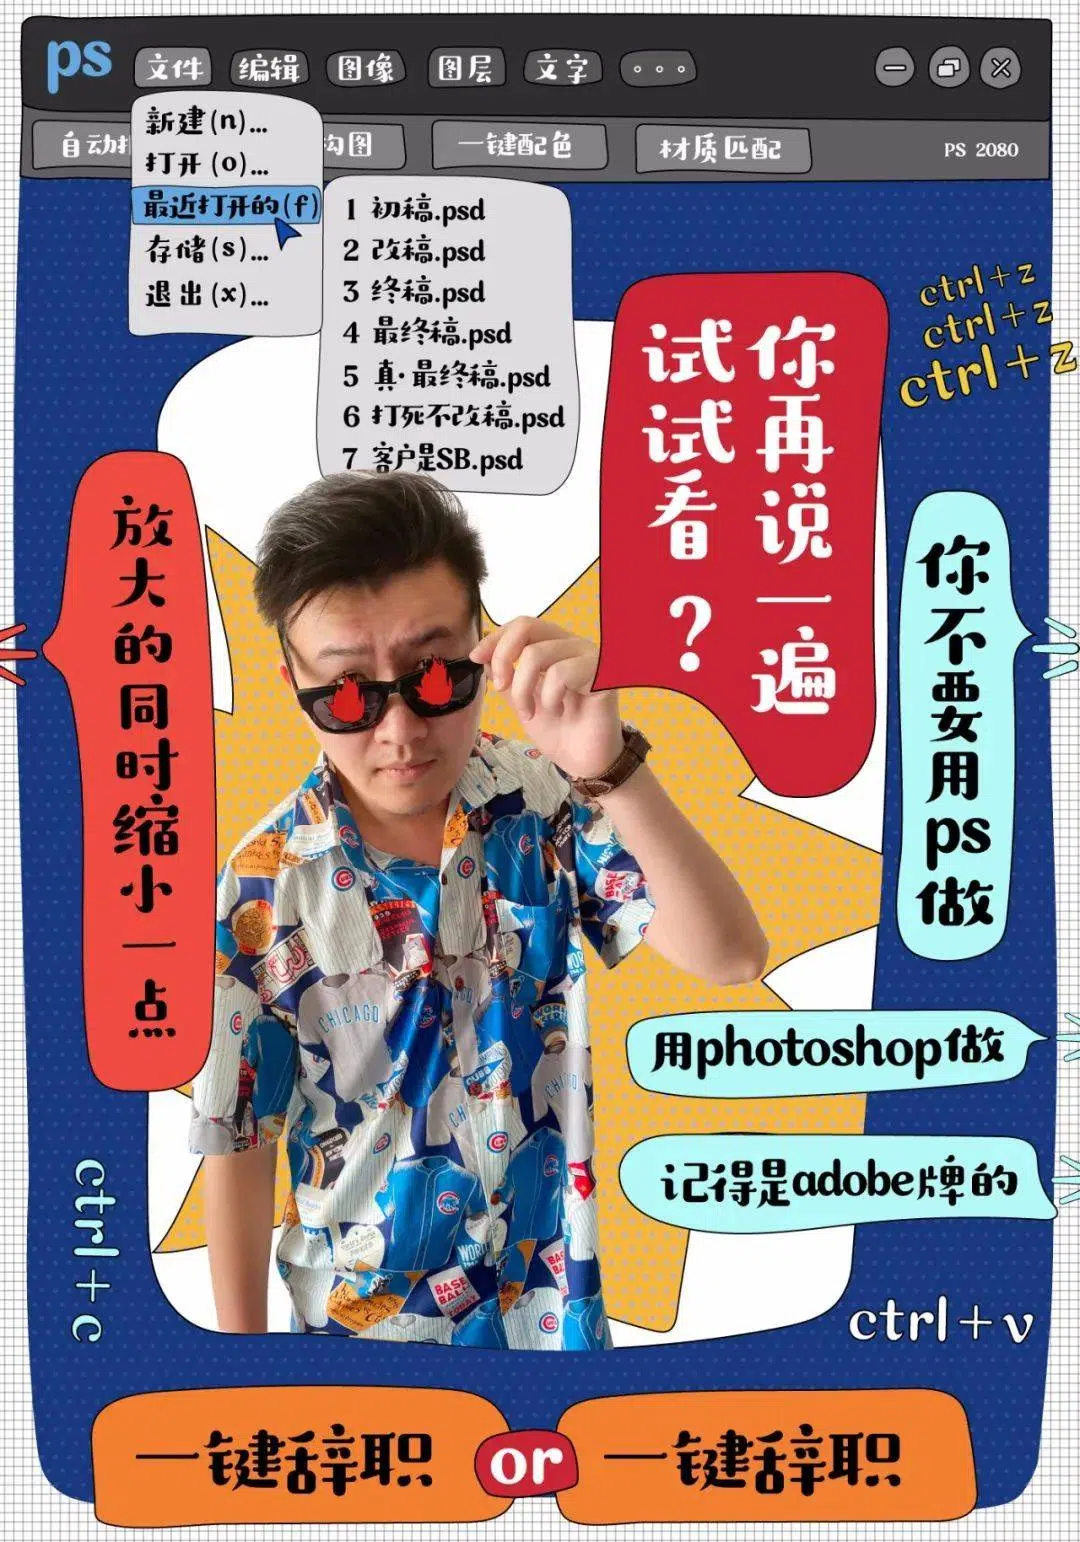 ps 文件 编辑 图像 图层 文字
自动 构图 一键配色 材质匹配 PS 2080
新建(n)...
打开(o)...
最近打开的(f)
存储(s)...
退出(x)...
1 初稿.psd
2 改稿.psd
3 终稿.psd
4 最终稿.psd
5 真·最终稿.psd
6 打死不改稿.psd
7 客户是SB.psd
ctrl+z
ctrl+z
ctrl+z
你再说一遍
试试看？
放大的同时缩小一点
你不要用ps做
用photoshop做
记得是adobe牌的
CHICAGO
BASE
BALL
ctrl+c
ctrl+v
一键辞职 or 一键辞职